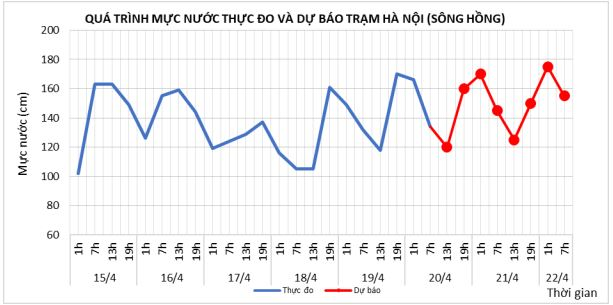 QUÁ TRÌNH MỰC NƯỚC THỰC ĐO VÀ DỰ BÁO TRẠM HÀ NỘI (SÔNG HỒNG)
Mực nước (cm)
200
180
160
140
120
100
80
60
1h 7h 13h 19h 1h 7h 13h 19h 1h 7h 13h 19h 1h 7h 13h 19h 1h 7h 13h 19h 1h 7h 13h 19h 1h 7h 13h 19h 1h 7h
15/4 16/4 17/4 18/4 19/4 20/4 21/4 22/4
Thực đo Dự báo Thời gian